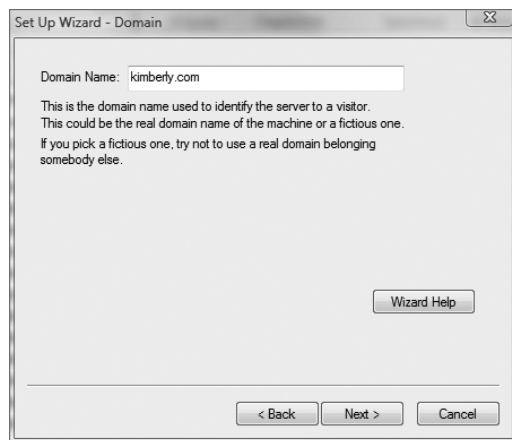 Set Up Wizard - Domain
Domain Name: kimberly.com
This is the domain name used to identify the server to a visitor.
This could be the real domain name of the machine or a fictious one.
If you pick a fictious one, try not to use a real domain belonging
somebody else.
Wizard Help
< Back Next > Cancel